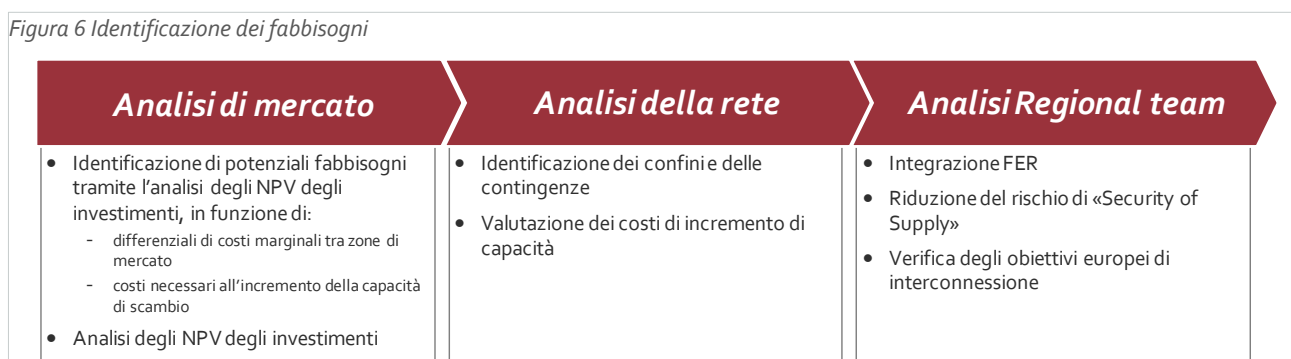 Figura 6 Identificazione dei fabbisogni
Analisi di mercato
Analisi della rete
Analisi Regional team
• Identificazione di potenziali fabbisogni
tramite l'analisi degli NPV degli
investimenti, in funzione di:
- differenziali di costi marginali tra zone di
mercato
- costi necessari all'incremento della capacità
di scambio
• Analisi degli NPV degli investimenti
• Identificazione dei confini e delle
contingenze
• Valutazione dei costi di incremento di
capacità
• Integrazione FER
• Riduzione del rischio di «Security of
Supply»
• Verifica degli obiettivi europei di
interconnessione